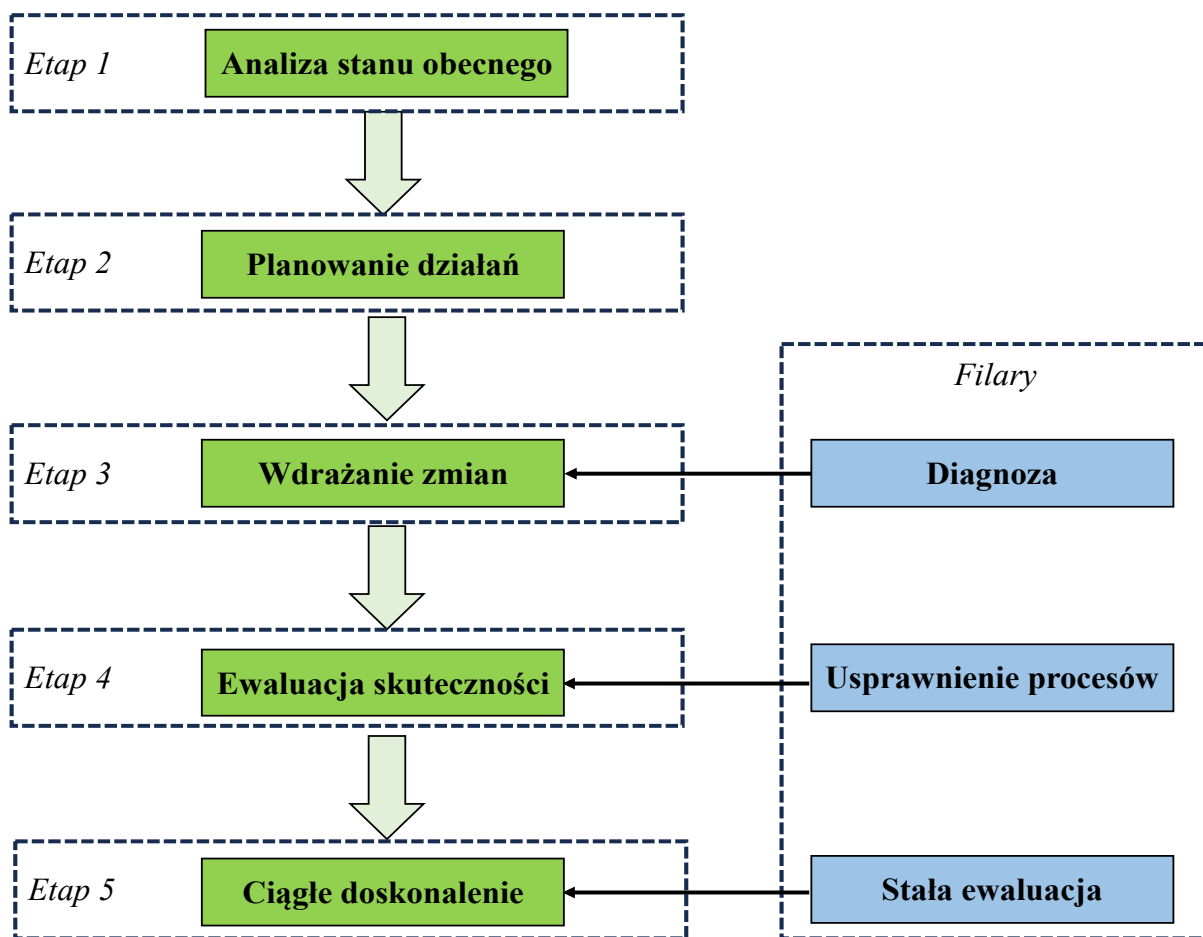 Etap 1
Analiza stanu obecnego
Etap 2
Planowanie działań
Filary
Etap 3
Wdrażanie zmian
Diagnoza
Etap 4
Ewaluacja skuteczności
Usprawnienie procesów
Etap 5
Ciągłe doskonalenie
Stała ewaluacja